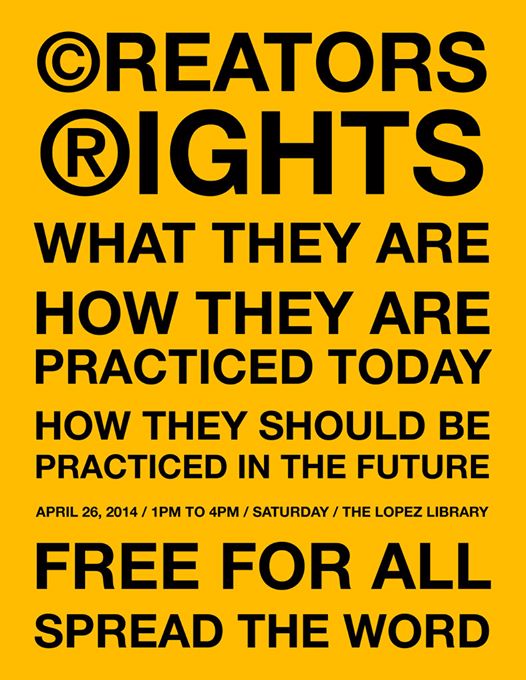 ©REATORS
®IGHTS
WHAT THEY ARE
HOW THEY ARE
PRACTICED TODAY
HOW THEY SHOULD BE
PRACTICED IN THE FUTURE
APRIL 26, 2014 / 1PM TO 4PM / SATURDAY / THE LOPEZ LIBRARY
FREE FOR ALL
SPREAD THE WORD